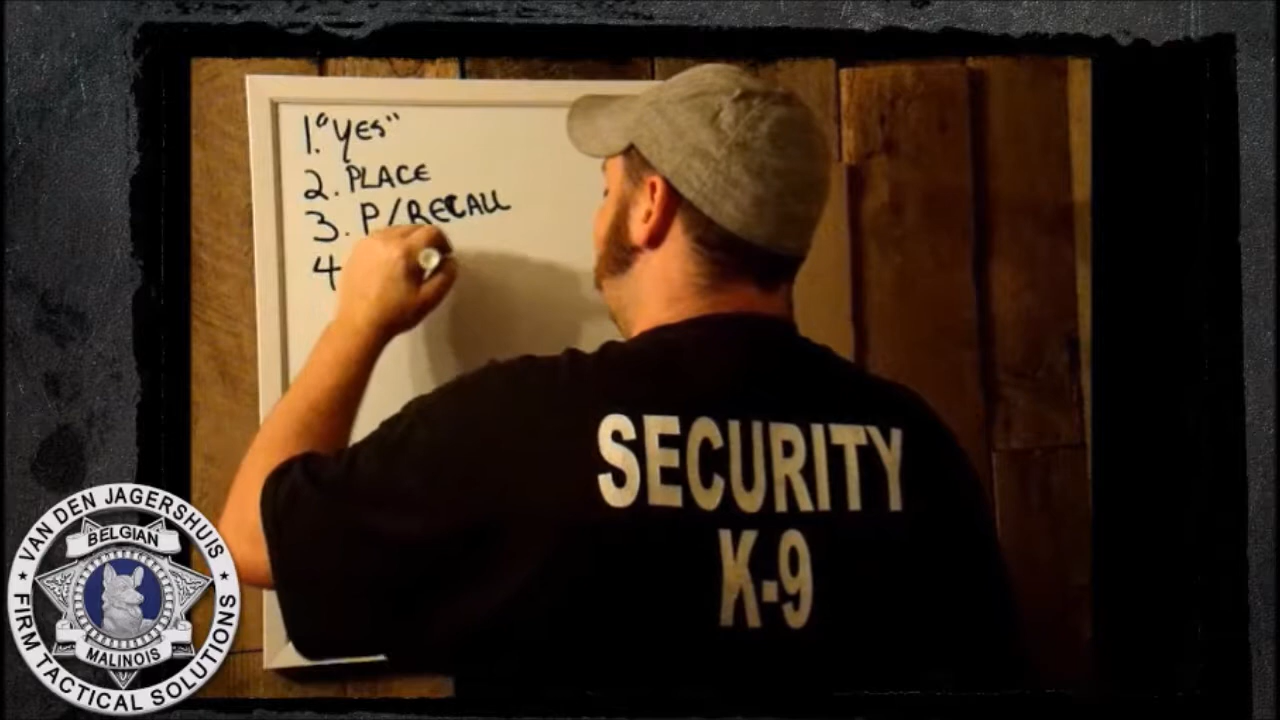 1. "YES"
2. PLACE
3. P/RECALL
4
SECURITY
K-9
VAN DEN JAGERSHUIS
BELGIAN
MALINOIS
FIRM TACTICAL SOLUTIONS